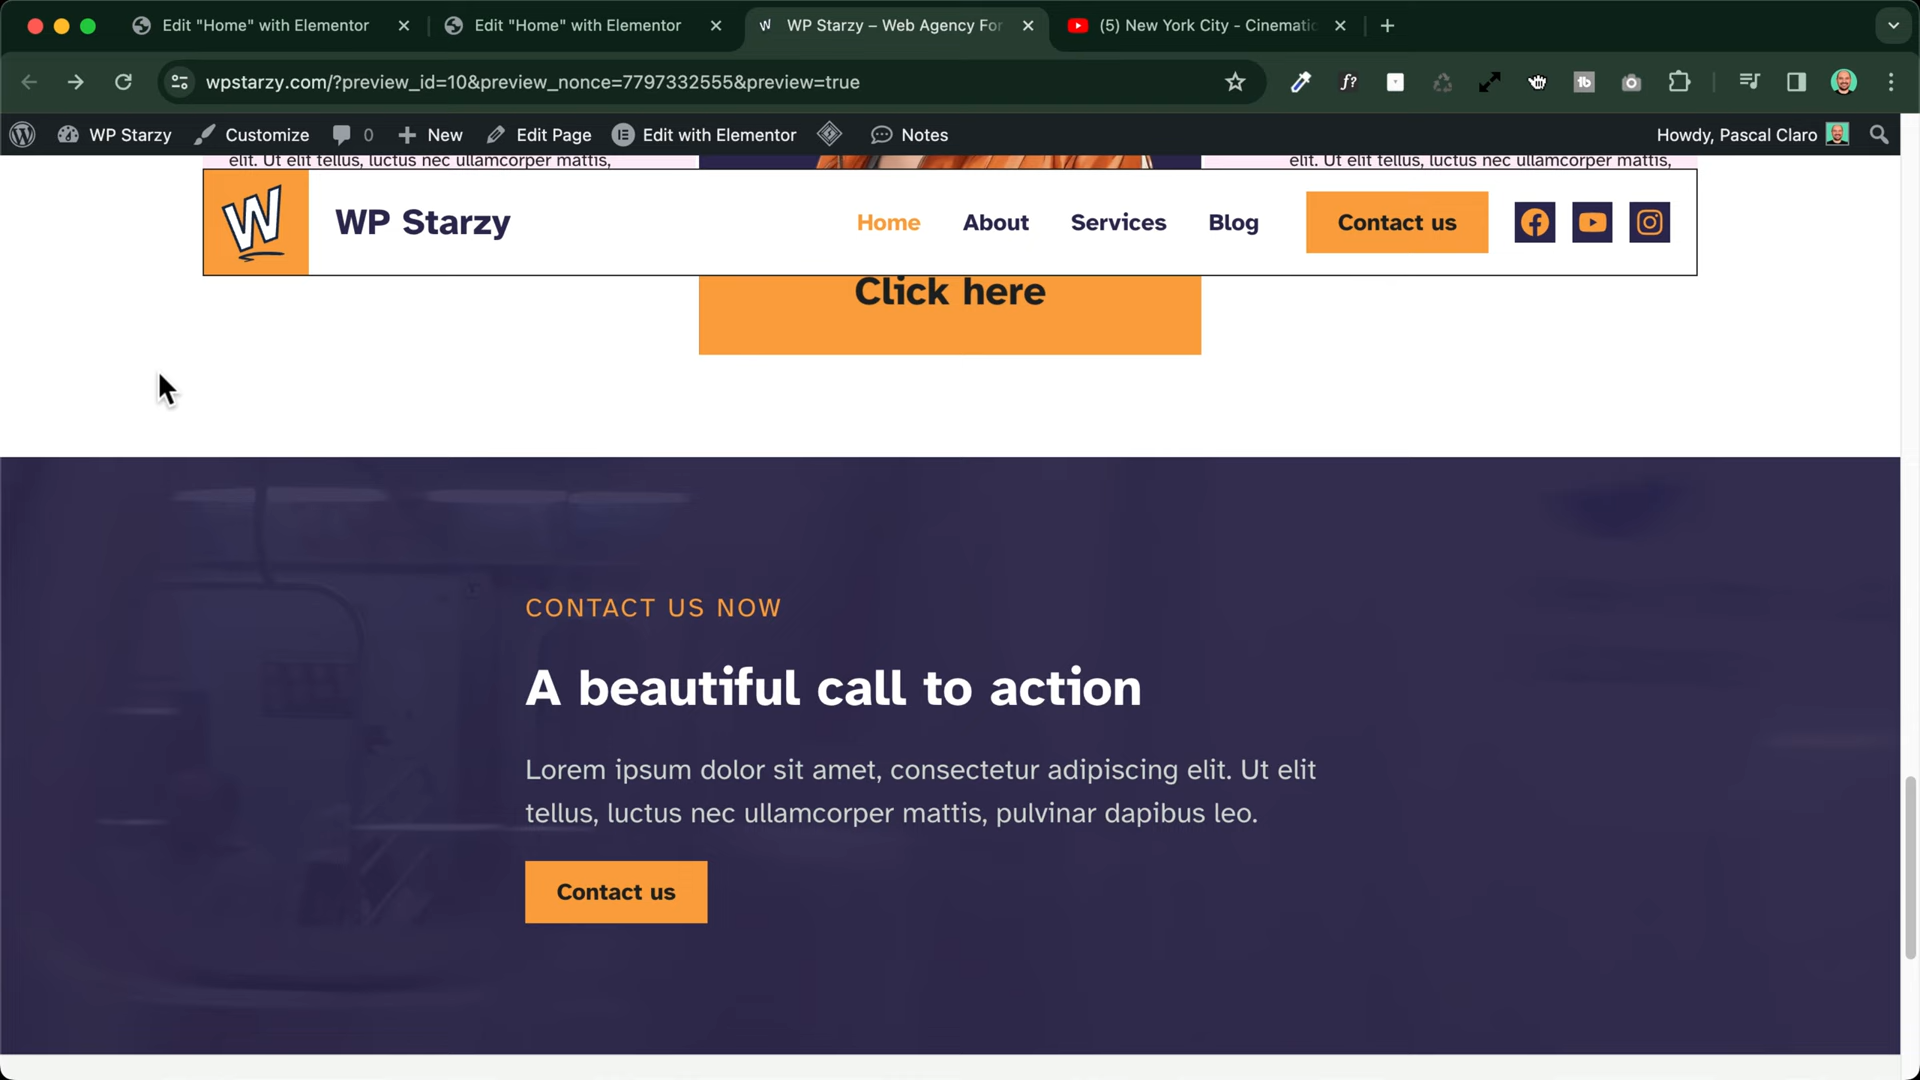 Edit "Home" with Elementor
Edit "Home" with Elementor
WP Starzy – Web Agency For
(5) New York City - Cinematic
wpstarzy.com/?preview_id=10&preview_nonce=7797332555&preview=true
f?
tb
WP Starzy
Customize
0
New
Edit Page
Edit with Elementor
Notes
Howdy, Pascal Claro
elit. Ut elit tellus, luctus nec ullamcorper mattis,
elit. Ut elit tellus, luctus nec ullamcorper mattis,
W
WP Starzy
Home
About
Services
Blog
Contact us
Click here
CONTACT US NOW
A beautiful call to action
Lorem ipsum dolor sit amet, consectetur adipiscing elit. Ut elit
tellus, luctus nec ullamcorper mattis, pulvinar dapibus leo.
Contact us